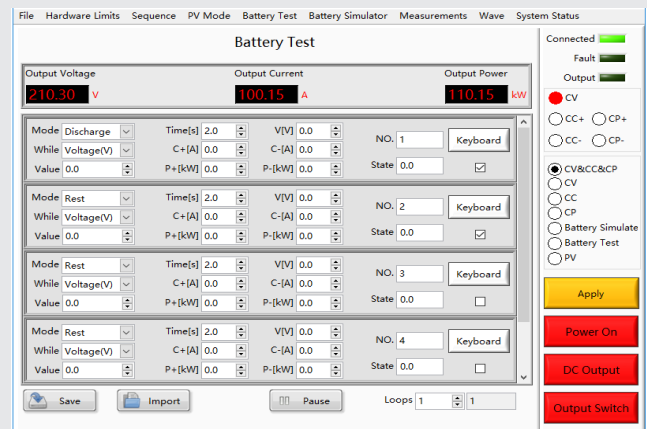 File Hardware Limits Sequence PV Mode Battery Test Battery Simulator Measurements Wave System Status
Battery Test
Output Voltage Output Current Output Power
210.30 V 100.15 A 110.15 kW
Mode Discharge Time[s] 2.0 V[V] 0.0
While Voltage(V) C+[A] 0.0 C-[A] 0.0 NO. 1 Keyboard
Value 0.0 P+[kW] 0.0 P-[kW] 0.0 State 0.0
Mode Rest Time[s] 2.0 V[V] 0.0
While Voltage(V) C+[A] 0.0 C-[A] 0.0 NO. 2 Keyboard
Value 0.0 P+[kW] 0.0 P-[kW] 0.0 State 0.0
Mode Rest Time[s] 2.0 V[V] 0.0
While Voltage(V) C+[A] 0.0 C-[A] 0.0 NO. 3 Keyboard
Value 0.0 P+[kW] 0.0 P-[kW] 0.0 State 0.0
Mode Rest Time[s] 2.0 V[V] 0.0
While Voltage(V) C+[A] 0.0 C-[A] 0.0 NO. 4 Keyboard
Value 0.0 P+[kW] 0.0 P-[kW] 0.0 State 0.0
Save Import Pause Loops 1 1
Connected
Fault
Output
CV
CC+ CP+
CC- CP-
CV&CC&CP
CV
CC
CP
Battery Simulate
Battery Test
PV
Apply
Power On
DC Output
Output Switch